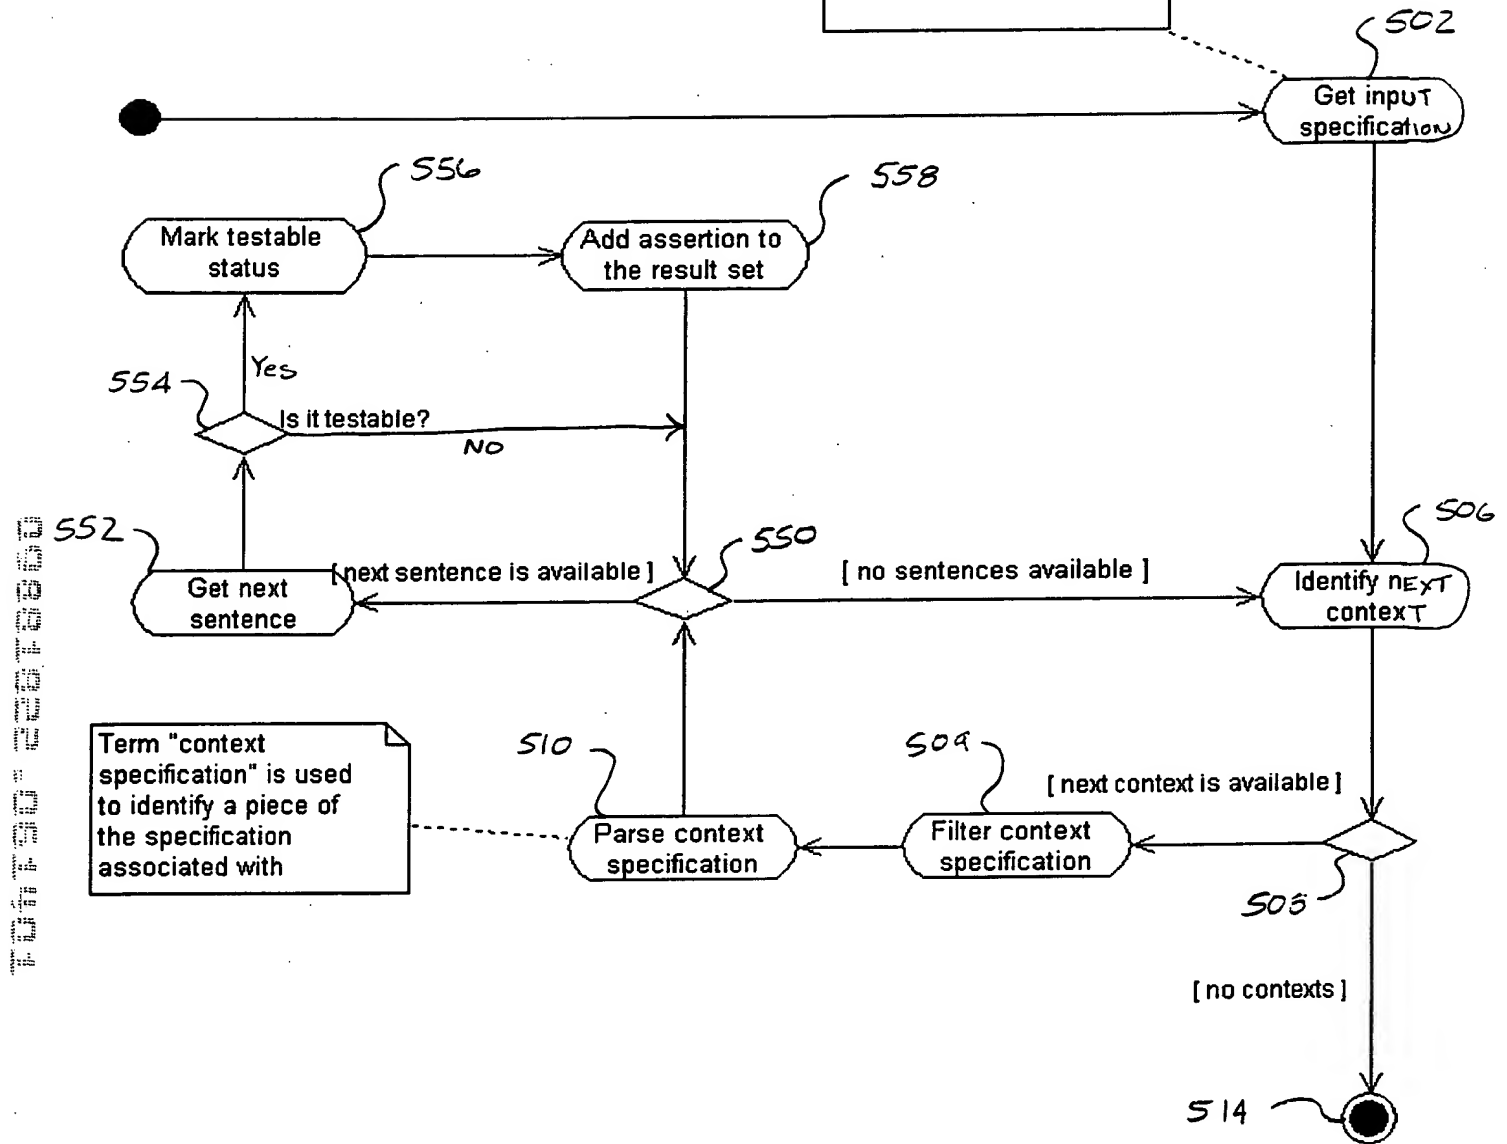 502
Get inpUT
specificatiON
556
558
Mark testable
status
Add assertion to
the result set
Yes
554
Is it testable?
NO
552
550
506
[ next sentence is available ]
[ no sentences available ]
Get next
sentence
Identify nEXT
contexT
Term "context
specification" is used
to identify a piece of
the specification
associated with
510
509
[ next context is available ]
Parse context
specification
Filter context
specification
505
[ no contexts ]
514